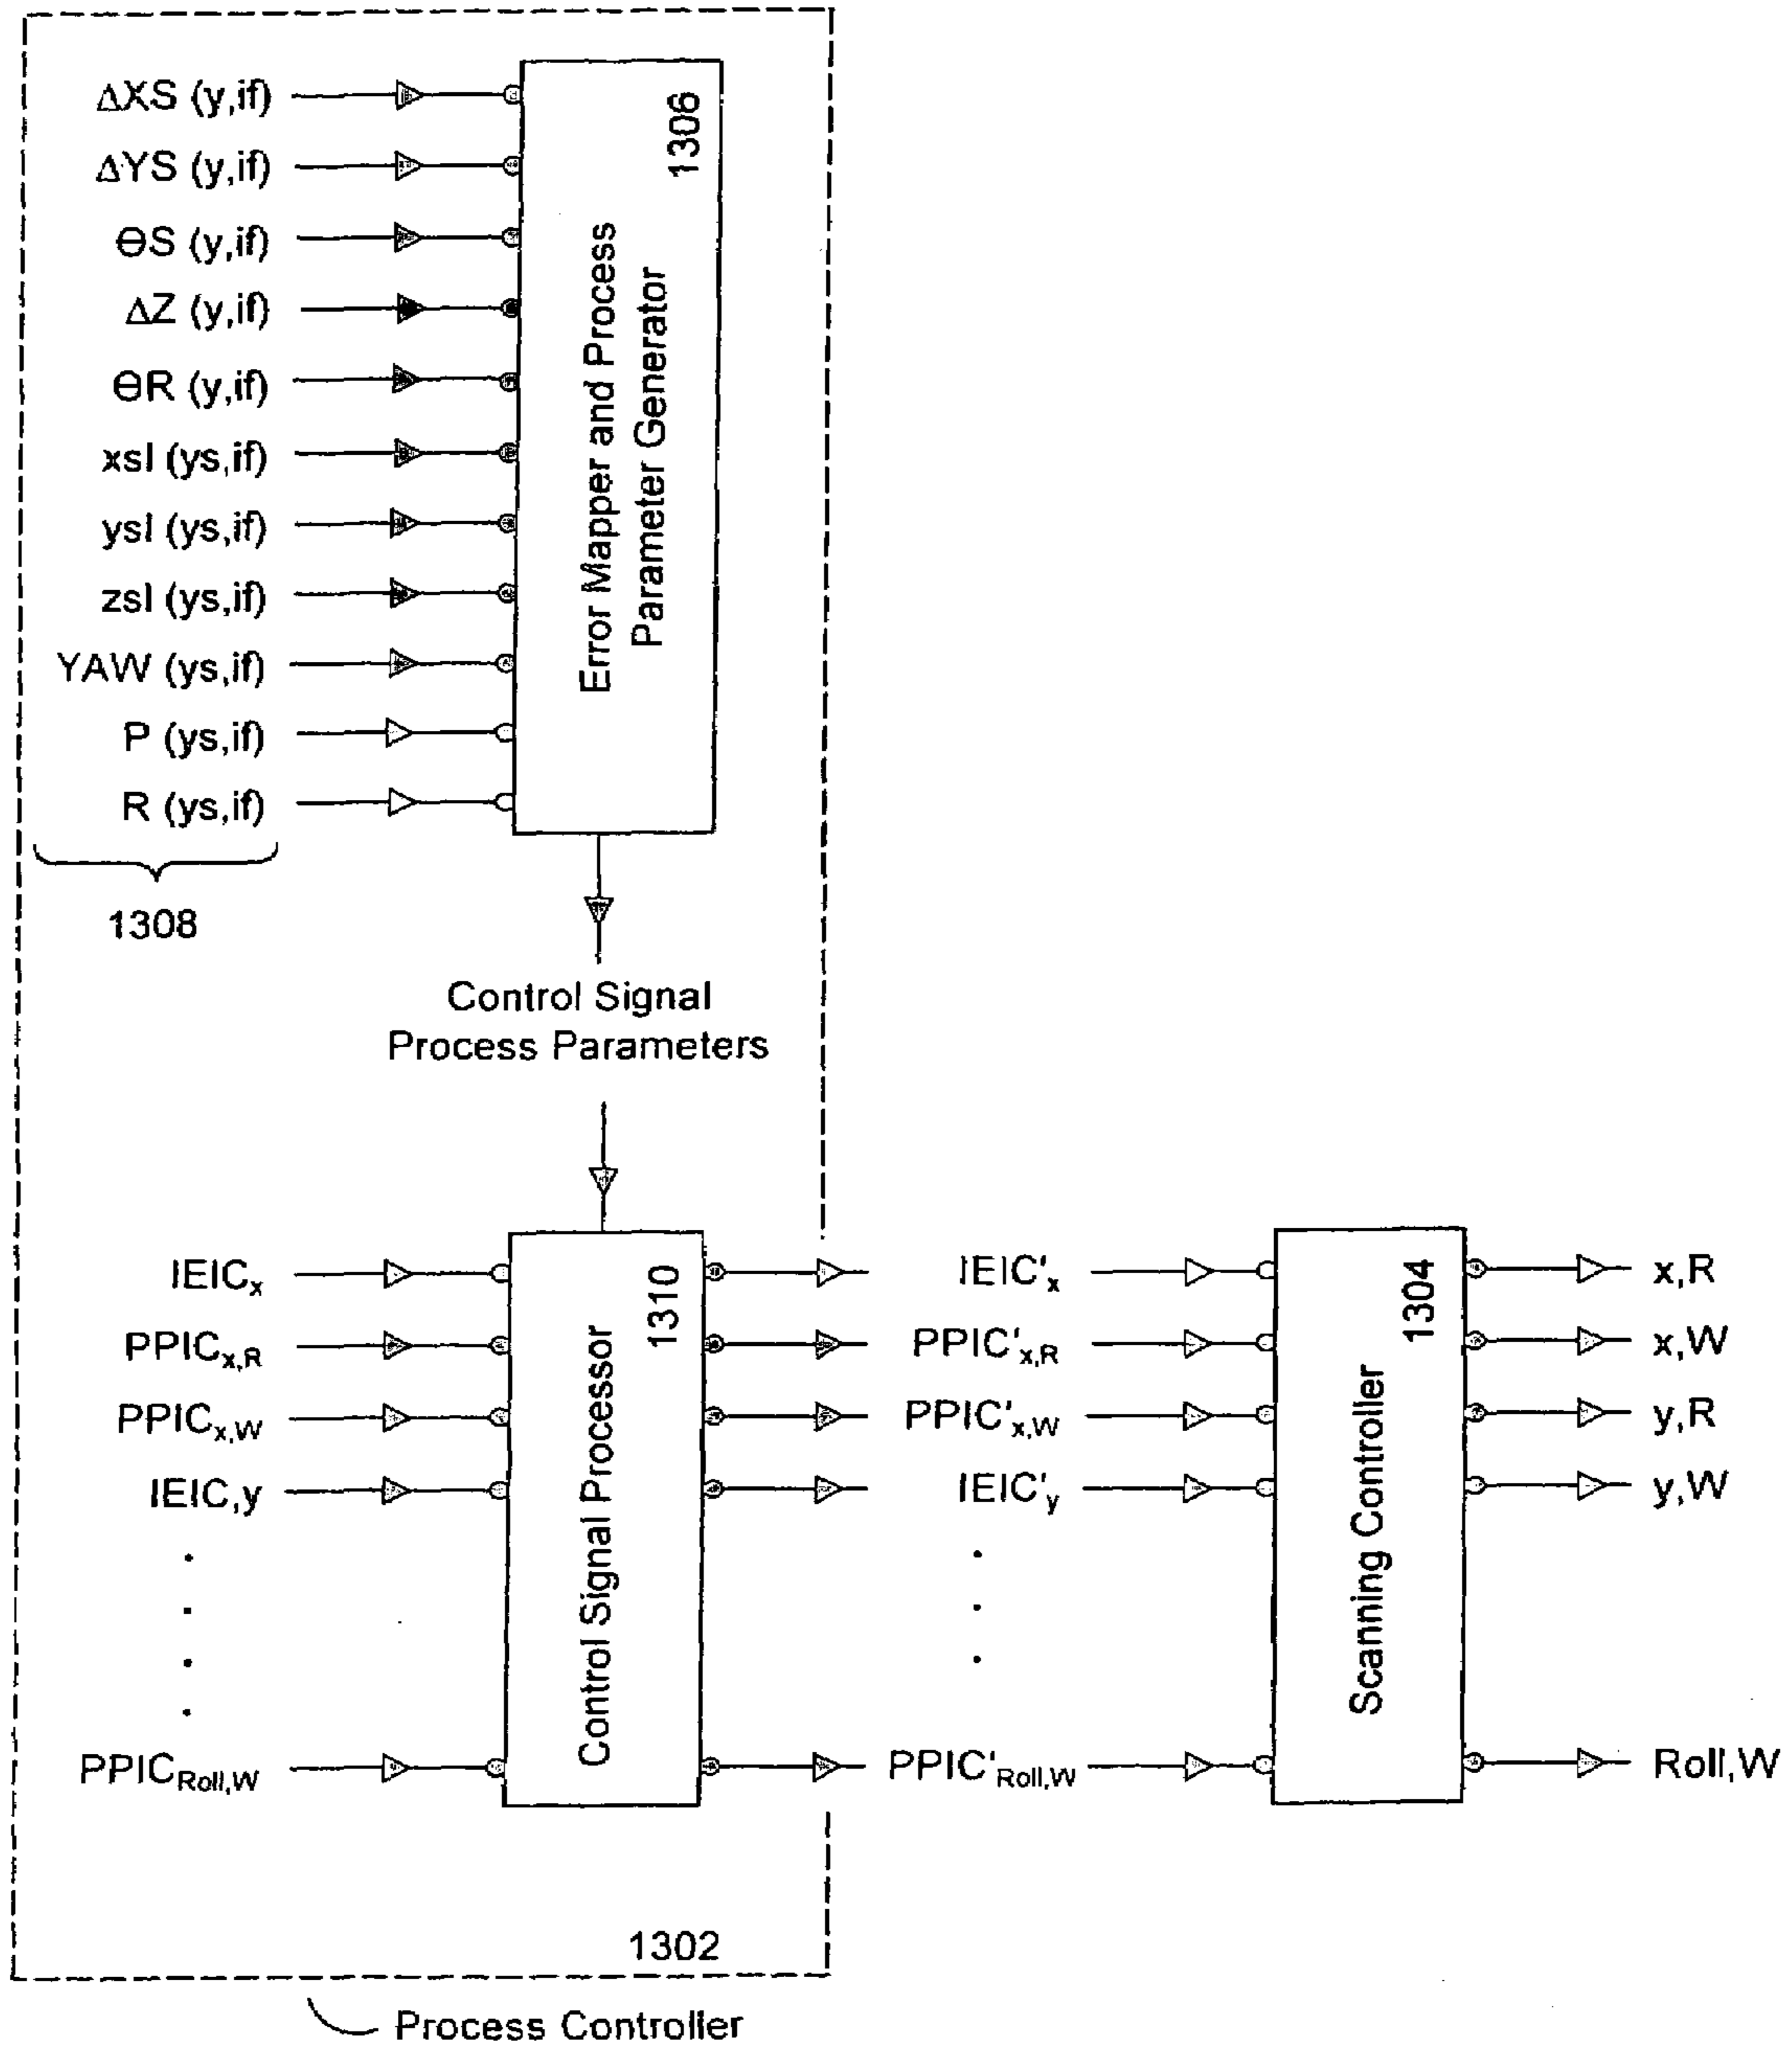 ΔXS (y,if)
ΔYS (y,if)
ΘS (y,if)
ΔZ (y,if)
ΘR (y,if)
xsl (ys,if)
ysl (ys,if)
zsl (ys,if)
YAW (ys,if)
P (ys,if)
R (ys,if)
1308
1306
Error Mapper and Process
Parameter Generator
Control Signal
Process Parameters
IEICx
PPICx,R
PPICx,W
IEIC,y
PPICRoll,W
1310
Control Signal Processor
IEIC'x
PPIC'x,R
PPIC'x,W
IEIC'y
PPIC'Roll,W
1304
Scanning Controller
x,R
x,W
y,R
y,W
Roll,W
1302
Process Controller